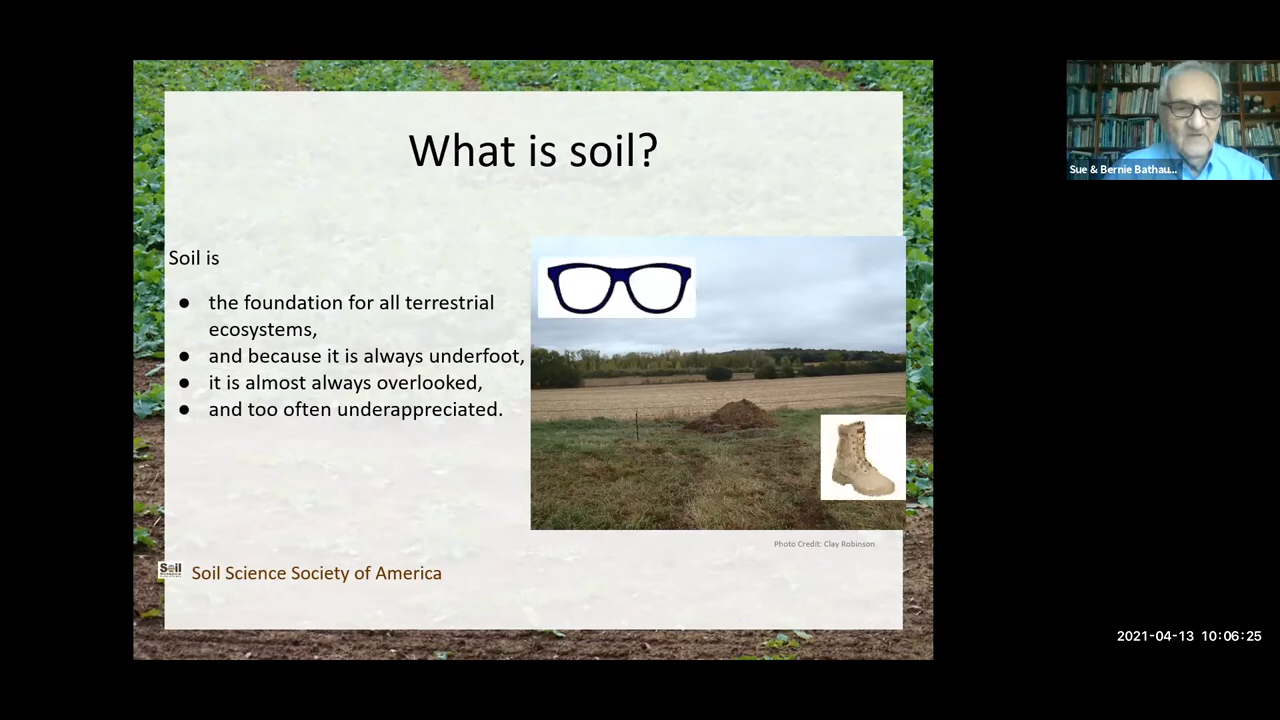 What is soil?
Soil is
● the foundation for all terrestrial
ecosystems,
● and because it is always underfoot,
● it is almost always overlooked,
● and too often underappreciated.
Photo Credit: Clay Robinson
Soil
Soil Science Society of America
Sue & Bernie Bathau...
2021-04-13 10:06:25